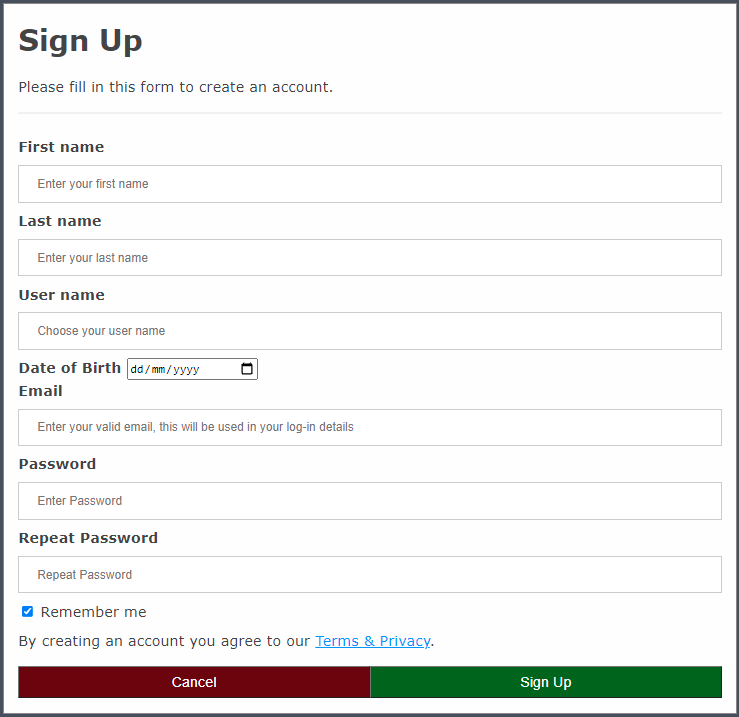 Sign Up
Please fill in this form to create an account.
First name
Enter your first name
Last name
Enter your last name
User name
Choose your user name
Date of Birth dd/mm/yyyy
Email
Enter your valid email, this will be used in your log-in details
Password
Enter Password
Repeat Password
Repeat Password
Remember me
By creating an account you agree to our Terms & Privacy.
Cancel Sign Up